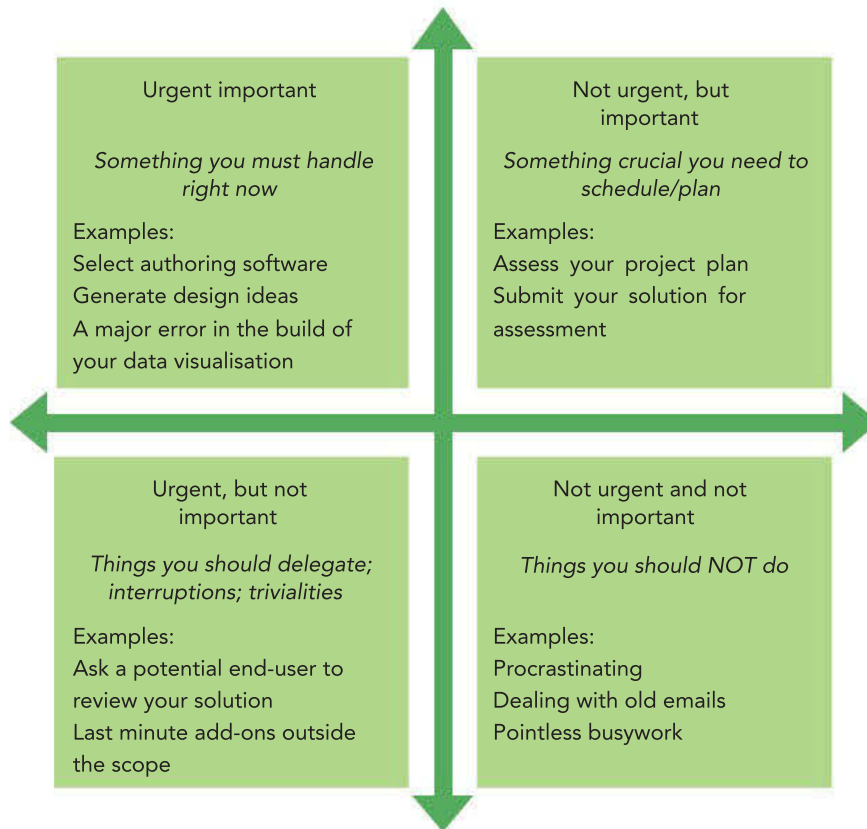 Urgent important
Something you must handle
right now
Examples:
Select authoring software
Generate design ideas
A major error in the build of
your data visualisation
Not urgent, but
important
Something crucial you need to
schedule/plan
Examples:
Assess your project plan
Submit your solution for
assessment
Urgent, but not
important
Things you should delegate;
interruptions; trivialities
Examples:
Ask a potential end-user to
review your solution
Last minute add-ons outside
the scope
Not urgent and not
important
Things you should NOT do
Examples:
Procrastinating
Dealing with old emails
Pointless busywork